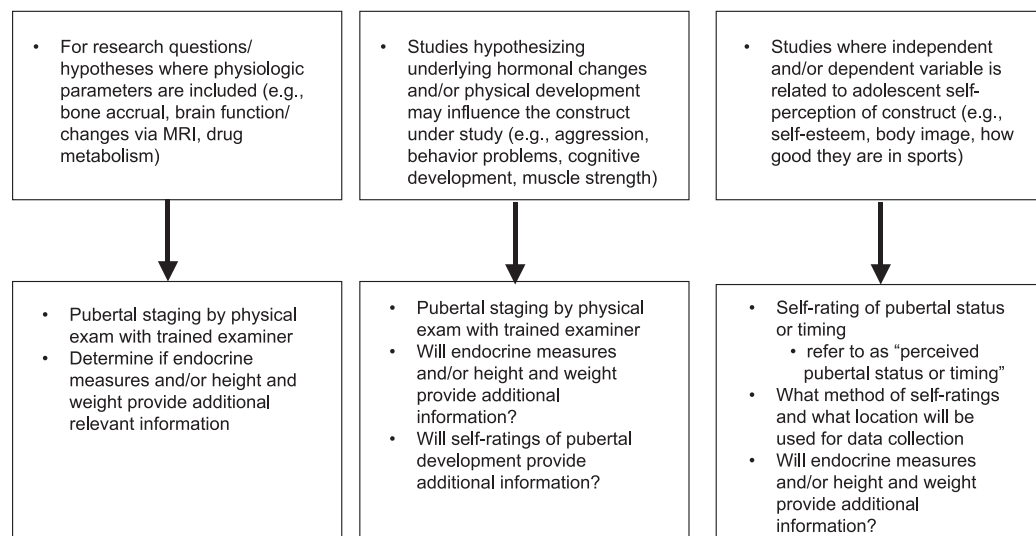 • For research questions/
hypotheses where physiologic
parameters are included (e.g.,
bone accrual, brain function/
changes via MRI, drug
metabolism)
• Studies hypothesizing
underlying hormonal changes
and/or physical development
may influence the construct
under study (e.g., aggression,
behavior problems, cognitive
development, muscle strength)
• Studies where independent
and/or dependent variable is
related to adolescent self-
perception of construct (e.g.,
self-esteem, body image, how
good they are in sports)
• Pubertal staging by physical
exam with trained examiner
• Determine if endocrine
measures and/or height and
weight provide additional
relevant information
• Pubertal staging by physical
exam with trained examiner
• Will endocrine measures
and/or height and weight
provide additional
information?
• Will self-ratings of pubertal
development provide
additional information?
• Self-rating of pubertal status
or timing
• refer to as “perceived
pubertal status or timing”
• What method of self-ratings
and what location will be
used for data collection
• Will endocrine measures
and/or height and weight
provide additional
information?